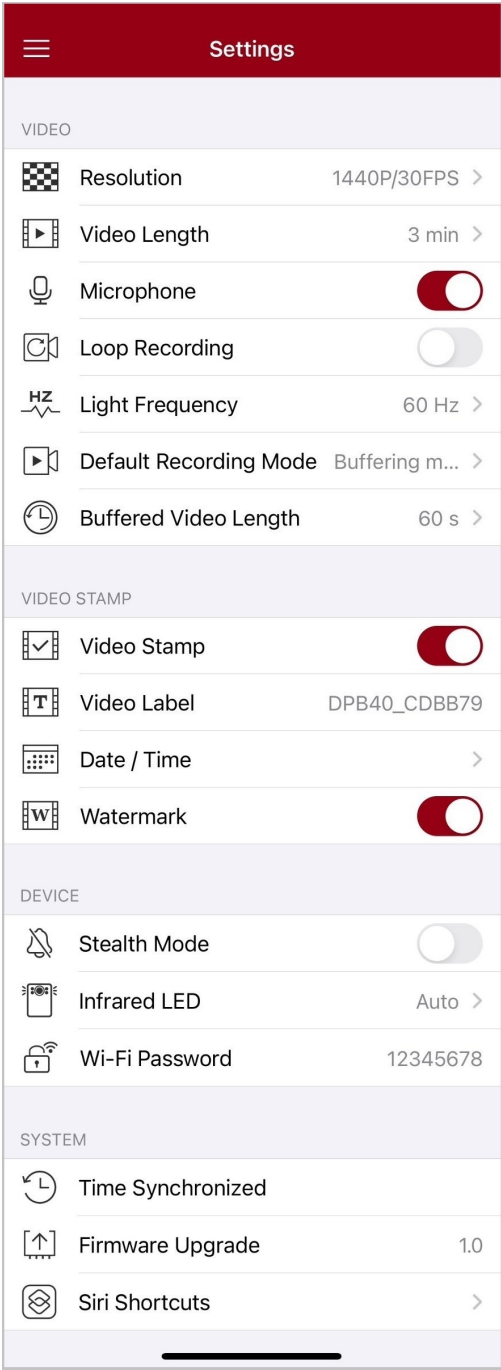 Settings
VIDEO
Resolution 1440P/30FPS
Video Length 3 min
Microphone
Loop Recording
HZ
Light Frequency 60 Hz
Default Recording Mode Buffering m...
Buffered Video Length 60 s
VIDEO STAMP
Video Stamp
T Video Label DPB40_CDBB79
Date / Time
W Watermark
DEVICE
Stealth Mode
Infrared LED Auto
Wi-Fi Password 12345678
SYSTEM
Time Synchronized
Firmware Upgrade 1.0
Siri Shortcuts